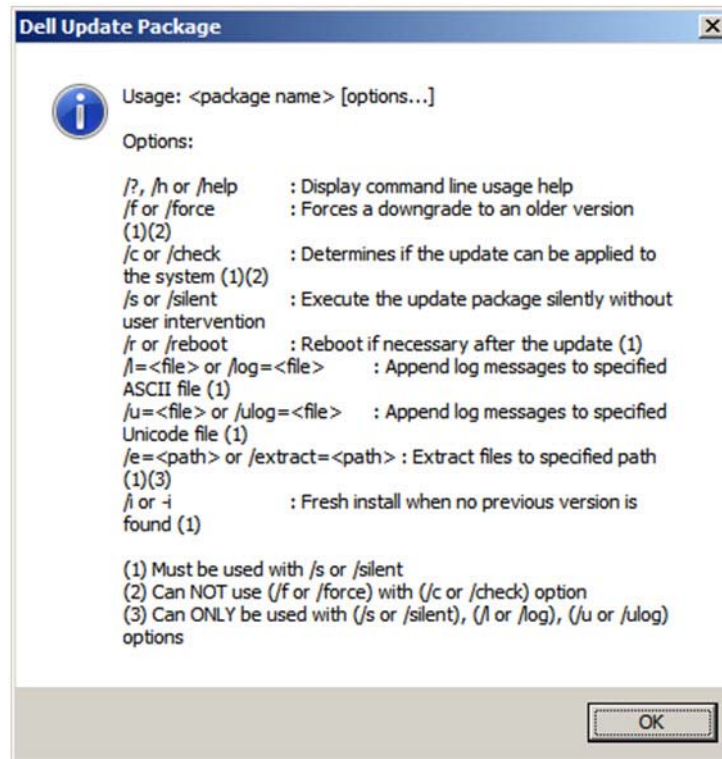 Dell Update Package
Usage: <package name> [options...]
Options:
/?, /h or /help : Display command line usage help
/f or /force : Forces a downgrade to an older version
(1)(2)
/c or /check : Determines if the update can be applied to
the system (1)(2)
/s or /silent : Execute the update package silently without
user intervention
/r or /reboot : Reboot if necessary after the update (1)
/l=<file> or /log=<file> : Append log messages to specified
ASCII file (1)
/u=<file> or /ulog=<file> : Append log messages to specified
Unicode file (1)
/e=<path> or /extract=<path> : Extract files to specified path
(1)(3)
/i or -i : Fresh install when no previous version is
found (1)
(1) Must be used with /s or /silent
(2) Can NOT use (/f or /force) with (/c or /check) option
(3) Can ONLY be used with (/s or /silent), (/l or /log), (/u or /ulog)
options
OK